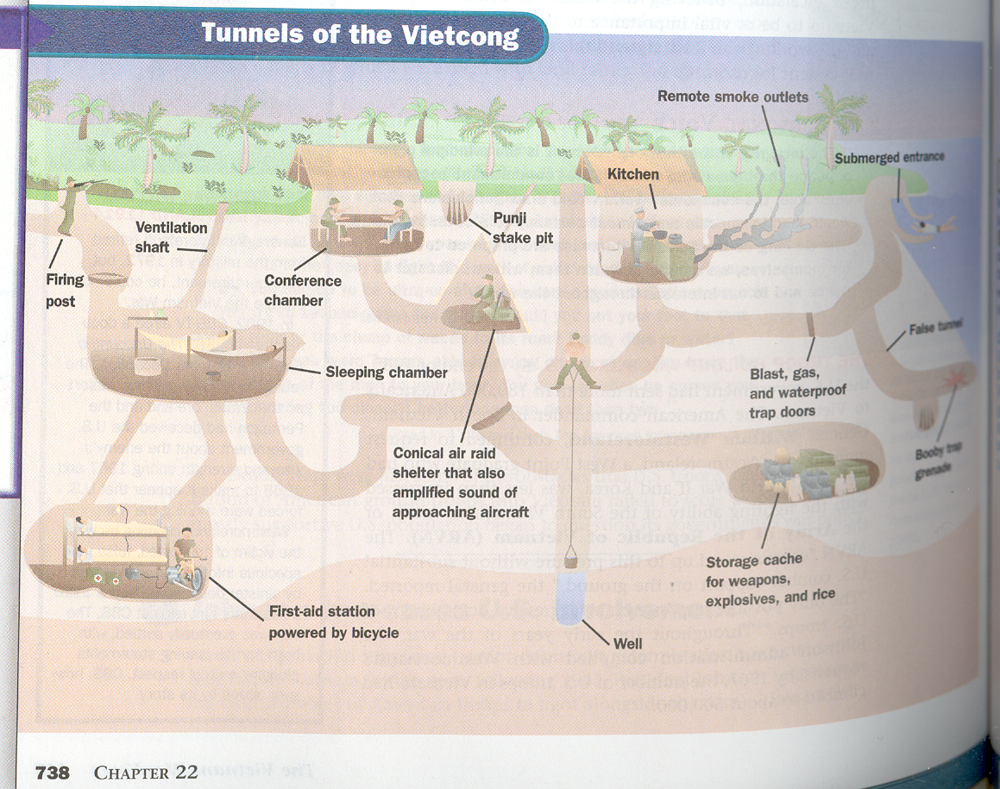 Tunnels of the Vietcong
Remote smoke outlets
Submerged entrance
Kitchen
Ventilation
shaft
Punji
stake pit
Firing
post
Conference
chamber
False tunnel
Sleeping chamber
Blast, gas,
and waterproof
trap doors
Conical air raid
shelter that also
amplified sound of
approaching aircraft
Booby trap
grenade
Storage cache
for weapons,
explosives, and rice
First-aid station
powered by bicycle
Well
738 CHAPTER 22